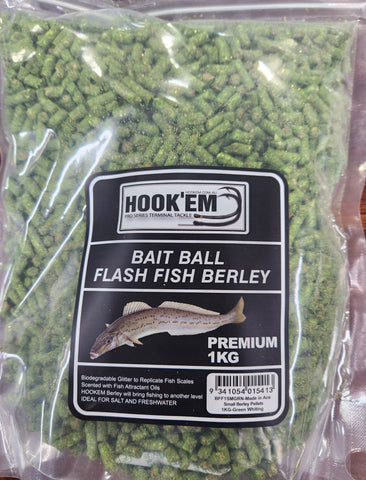 HOOKEM.COM.AU
HOOK'EM
PRO SERIES TERMINAL TACKLE
BAIT BALL
FLASH FISH BERLEY
PREMIUM
1KG
Biodegradable Glitter to Replicate Fish Scales
Scented with Fish Attractant Oils
HOOKEM Berley will bring fishing to another level
IDEAL FOR SALT AND FRESHWATER
9 341054 015413
BFF1SMGRN-Made in Aus
Small Berley Pellets
1KG-Green Whiting